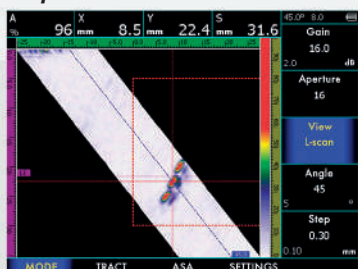 A % 96
X mm 8.5
Y mm 22.4
S mm 31.6
45.0° 8.0
Gain
16.0
2.0 dB
Aperture
16
View
L-scan
Angle
45
5 °
Step
0.30
0.10 mm
MODE TRACT ASA SETTINGS